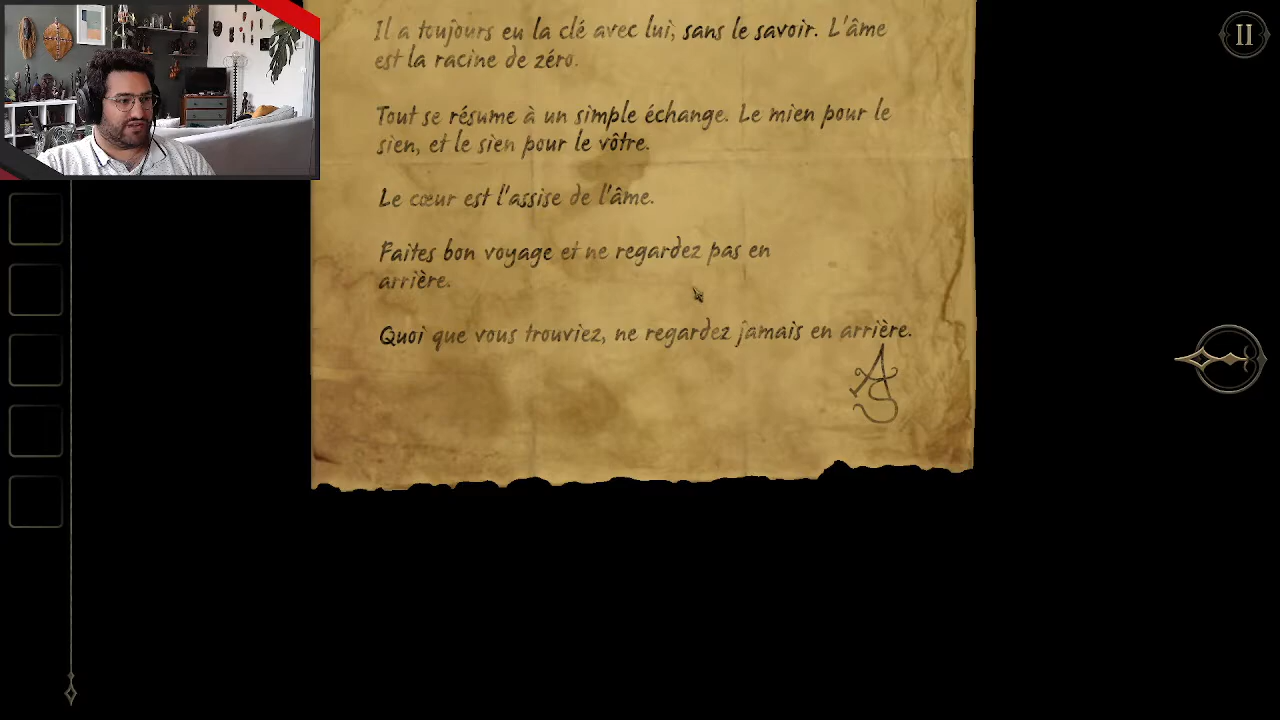 Il a toujours eu la clé avec lui, sans le savoir. L'âme
est la racine de zéro.
Tout se résume à un simple échange. Le mien pour le
sien, et le sien pour le vôtre.
Le cœur est l'assise de l'âme.
Faites bon voyage et ne regardez pas en
arrière.
Quoi que vous trouviez, ne regardez jamais en arrière.
AS
II